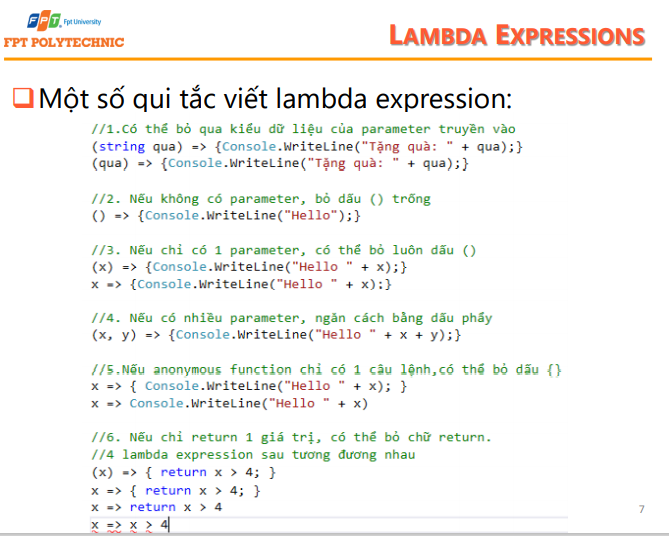 FPT Fpt University
FPT POLYTECHNIC
LAMBDA EXPRESSIONS
Một số qui tắc viết lambda expression:
//1.Có thể bỏ qua kiểu dữ liệu của parameter truyền vào
(string qua) => {Console.WriteLine("Tặng quà: " + qua);}
(qua) => {Console.WriteLine("Tặng quà: " + qua);}
//2. Nếu không có parameter, bỏ dấu () trống
() => {Console.WriteLine("Hello");}
//3. Nếu chỉ có 1 parameter, có thể bỏ luôn dấu ()
(x) => {Console.WriteLine("Hello " + x);}
x => {Console.WriteLine("Hello " + x);}
//4. Nếu có nhiều parameter, ngăn cách bằng dấu phẩy
(x, y) => {Console.WriteLine("Hello " + x + y);}
//5.Nếu anonymous function chỉ có 1 câu lệnh,có thể bỏ dấu {}
x => { Console.WriteLine("Hello " + x); }
x => Console.WriteLine("Hello " + x)
//6. Nếu chỉ return 1 giá trị, có thể bỏ chữ return.
//4 lambda expression sau tương đương nhau
(x) => { return x > 4; }
x => { return x > 4; }
x => return x > 4
x => x > 4
7